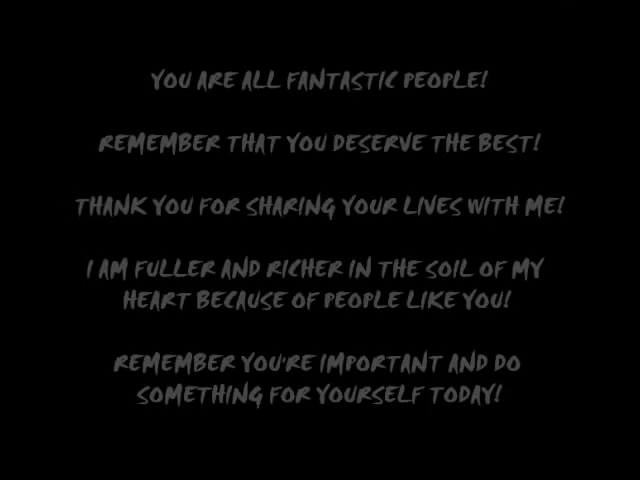 YOU ARE ALL FANTASTIC PEOPLE!
REMEMBER THAT YOU DESERVE THE BEST!
THANK YOU FOR SHARING YOUR LIVES WITH ME!
I AM FULLER AND RICHER IN THE SOIL OF MY
HEART BECAUSE OF PEOPLE LIKE YOU!
REMEMBER YOU'RE IMPORTANT AND DO
SOMETHING FOR YOURSELF TODAY!